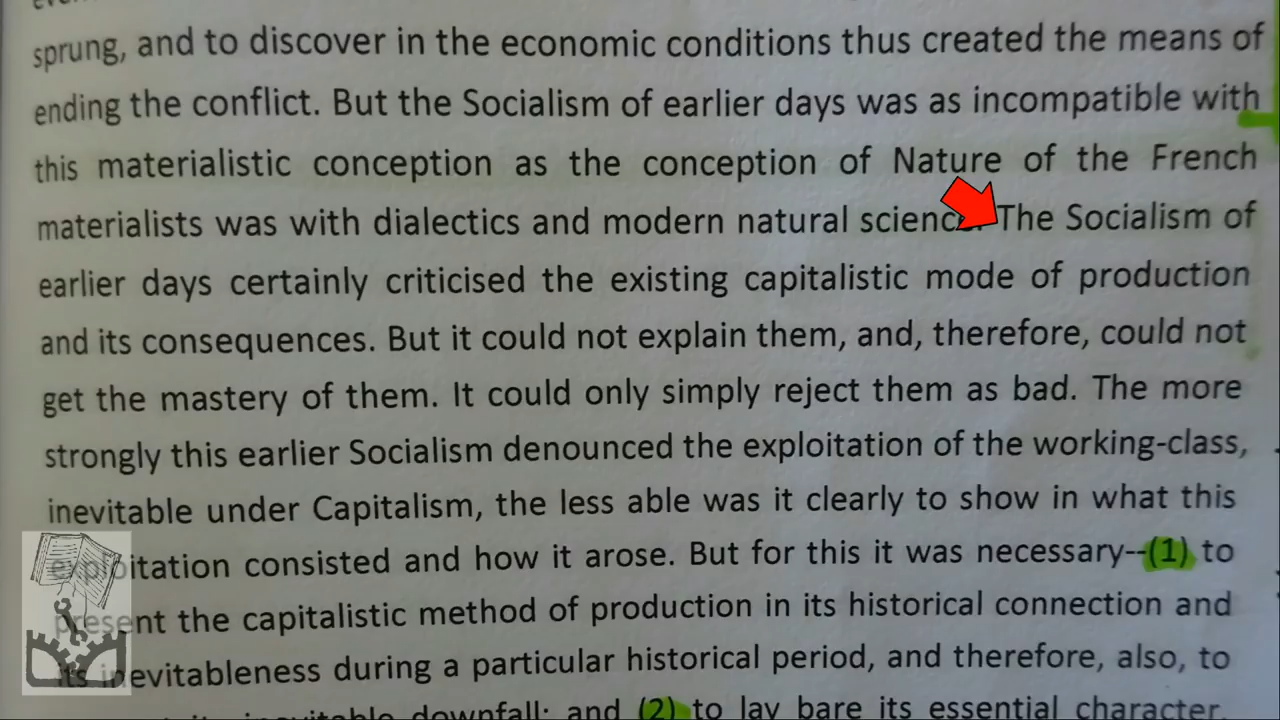 sprung, and to discover in the economic conditions thus created the means of
ending the conflict. But the Socialism of earlier days was as incompatible with
this materialistic conception as the conception of Nature of the French
materialists was with dialectics and modern natural science. The Socialism of
earlier days certainly criticised the existing capitalistic mode of production
and its consequences. But it could not explain them, and, therefore, could not
get the mastery of them. It could only simply reject them as bad. The more
strongly this earlier Socialism denounced the exploitation of the working-class,
inevitable under Capitalism, the less able was it clearly to show in what this
exploitation consisted and how it arose. But for this it was necessary--(1) to
present the capitalistic method of production in its historical connection and
its inevitableness during a particular historical period, and therefore, also, to
inevitable downfall; and (2) to lay bare its essential character,